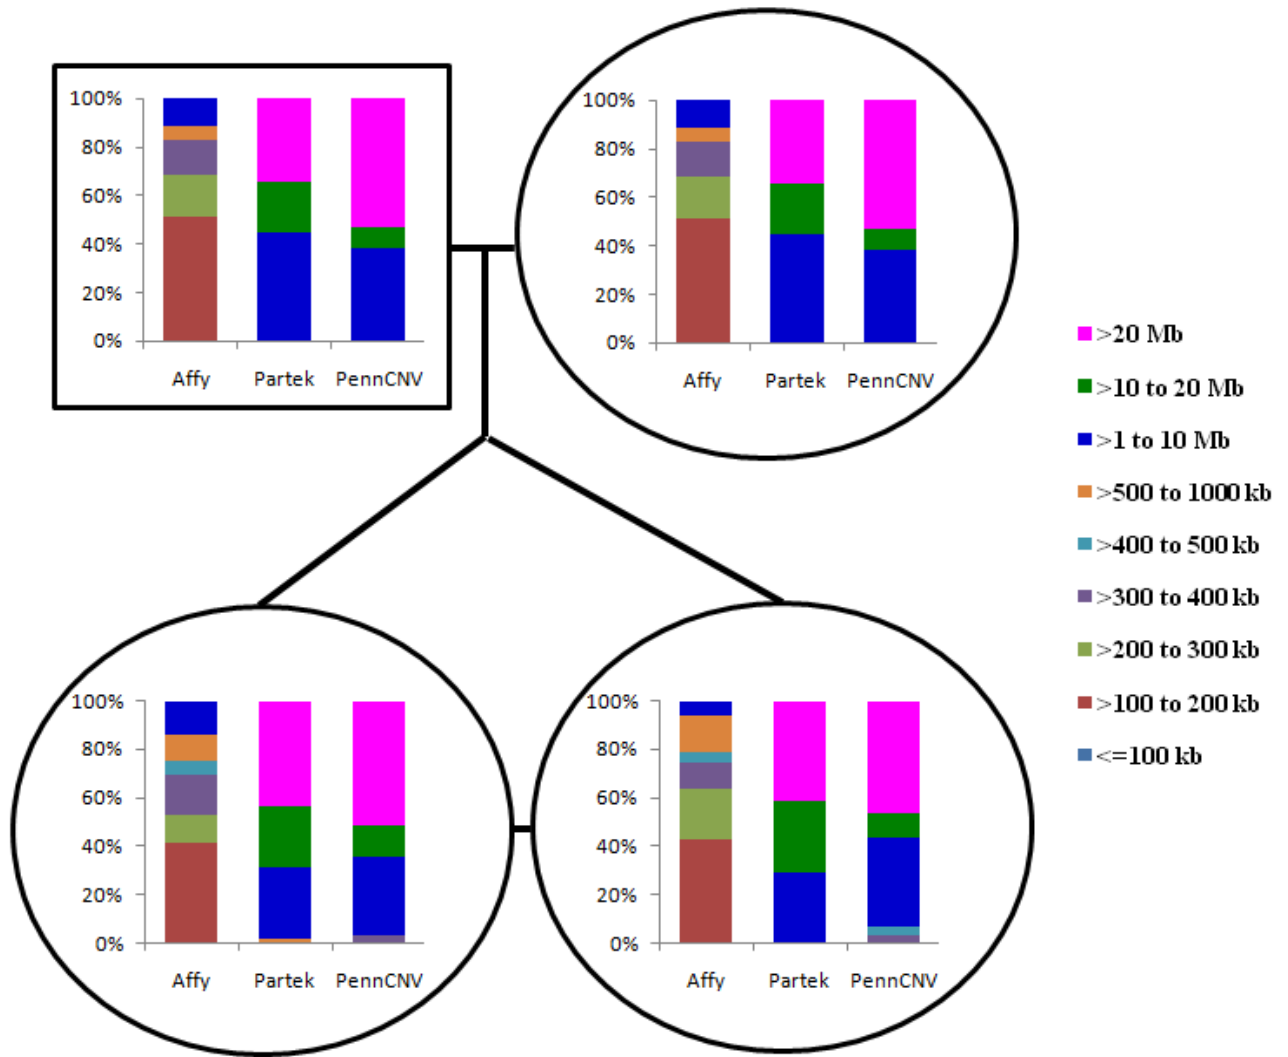 100%
80%
60%
40%
20%
0%
Affy Partek PennCNV
100%
80%
60%
40%
20%
0%
Affy Partek PennCNV
>20 Mb
>10 to 20 Mb
>1 to 10 Mb
>500 to 1000 kb
>400 to 500 kb
>300 to 400 kb
>200 to 300 kb
>100 to 200 kb
<=100 kb
100%
80%
60%
40%
20%
0%
Affy Partek PennCNV
100%
80%
60%
40%
20%
0%
Affy Partek PennCNV